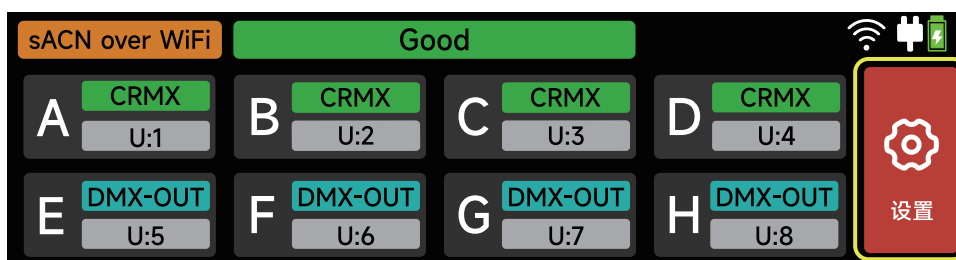 sACN over WiFi Good
A CRMX B CRMX C CRMX D CRMX
U:1 U:2 U:3 U:4
E DMX-OUT F DMX-OUT G DMX-OUT H DMX-OUT
U:5 U:6 U:7 U:8
设置